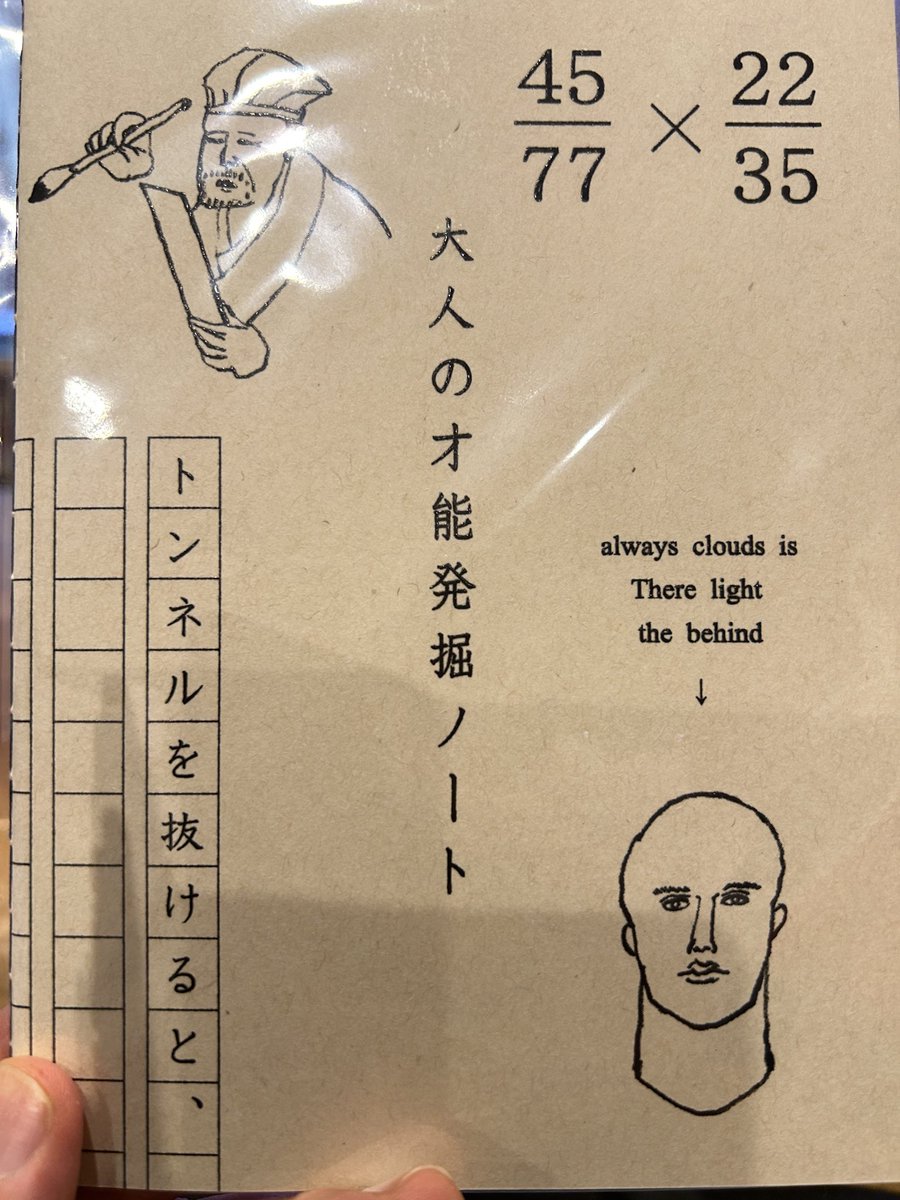 45/77 × 22/35
大人の才能発掘ノート
always clouds is
There light
the behind
↓
トンネルを抜けると、